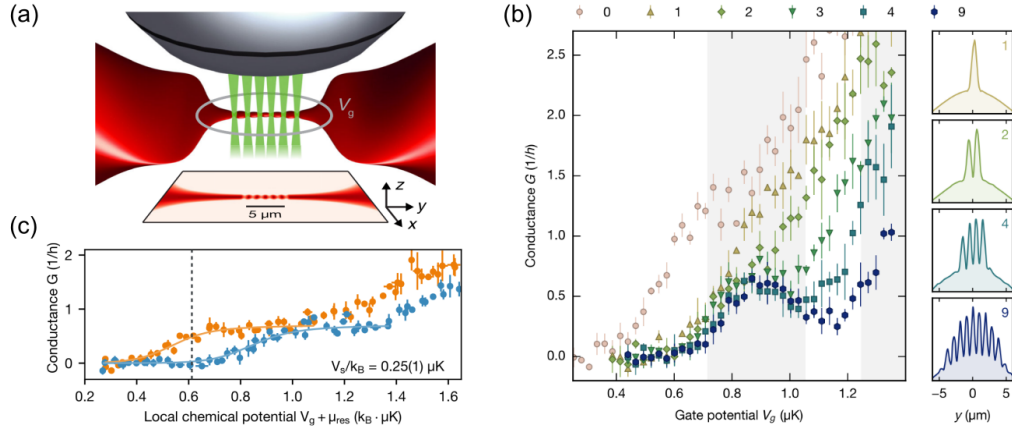 (a)
V_g
5 μm
z
y
x
(b)
0 1 2 3 4 9
Conductance G (1/h)
2.5
2.0
1.5
1.0
0.5
0.0
0.4 0.6 0.8 1.0 1.2
Gate potential V_g (μK)
1
2
4
9
−5 0 5
y (μm)
(c)
Conductance G (1/h)
2
1
0
V_s/k_B = 0.25(1) μK
0.2 0.4 0.6 0.8 1.0 1.2 1.4 1.6
Local chemical potential V_g + μ_res (k_B · μK)